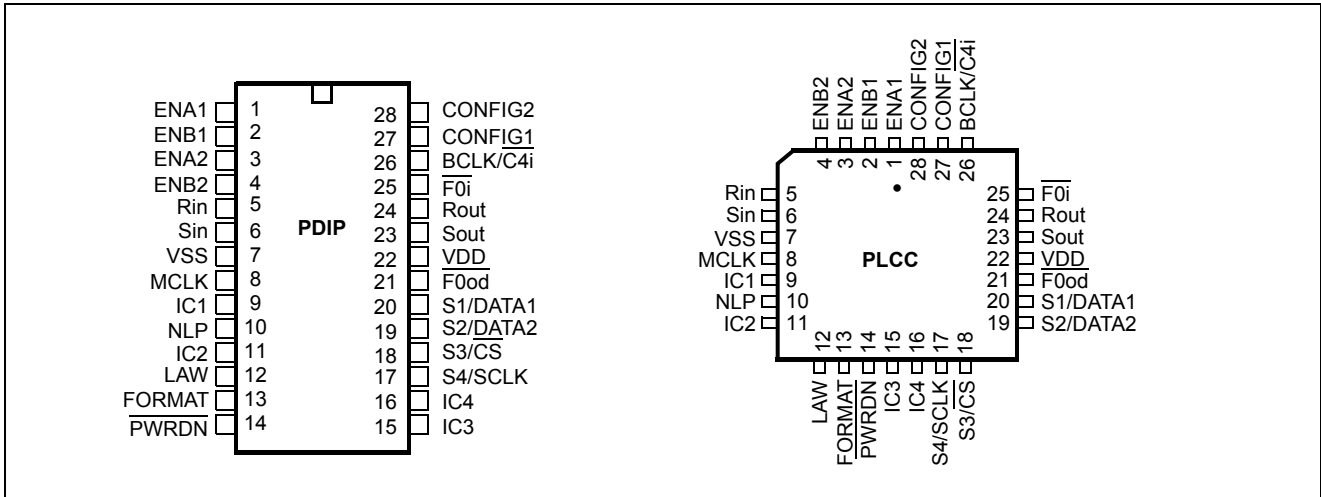 ENA1 1
ENB1 2
ENA2 3
ENB2 4
Rin 5
Sin 6
VSS 7
MCLK 8
IC1 9
NLP 10
IC2 11
LAW 12
FORMAT 13
PWRDN 14
PDIP
28 CONFIG2
27 CONFIG1
26 BCLK/C4i
25 F0i
24 Rout
23 Sout
22 VDD
21 F0od
20 S1/DATA1
19 S2/DATA2
18 S3/CS
17 S4/SCLK
16 IC4
15 IC3
ENB2 4
ENA2 3
ENB1 2
ENA1 1
CONFIG2 28
CONFIG1 27
BCLK/C4i 26
Rin 5
Sin 6
VSS 7
MCLK 8
IC1 9
NLP 10
IC2 11
PLCC
25 F0i
24 Rout
23 Sout
22 VDD
21 F0od
20 S1/DATA1
19 S2/DATA2
12 LAW
13 FORMAT
14 PWRDN
15 IC3
16 IC4
17 S4/SCLK
18 S3/CS